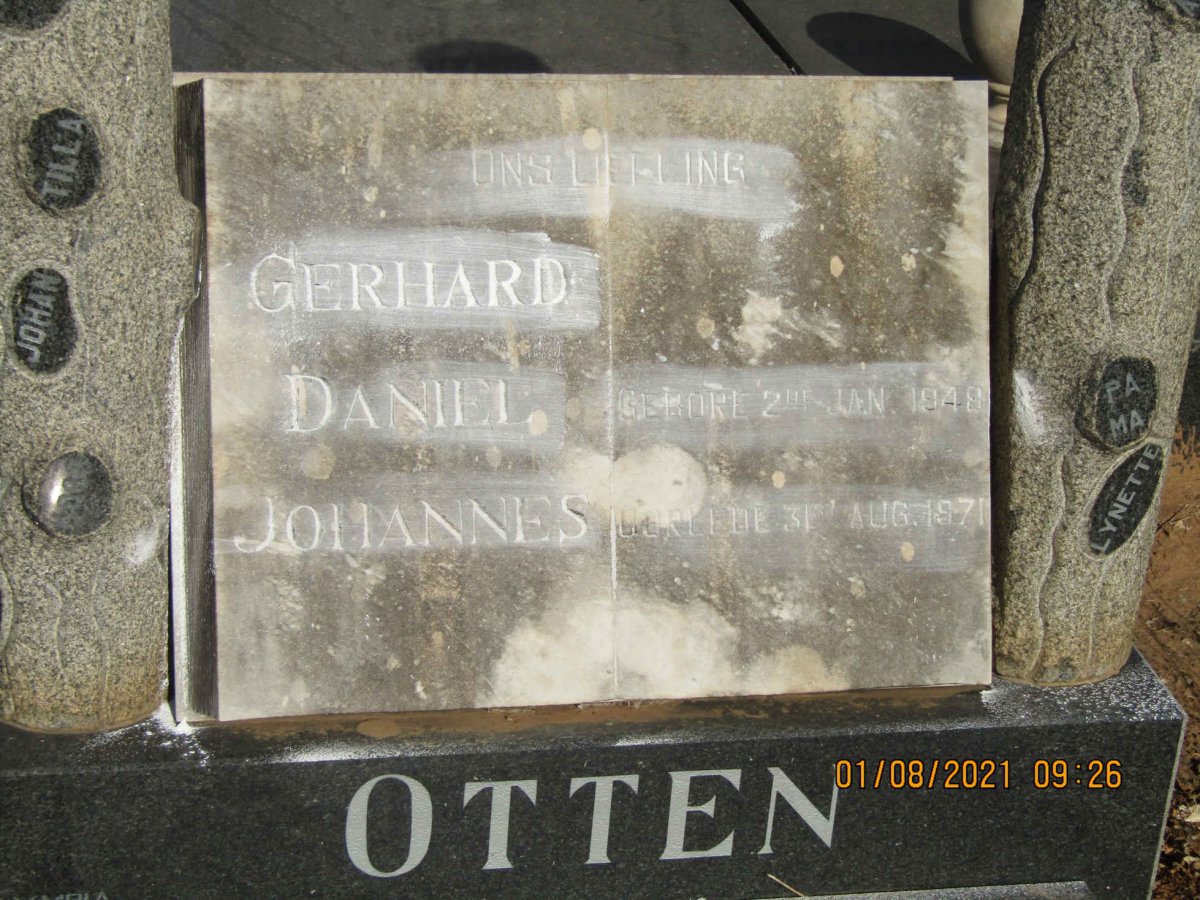 TILLA
JOHAN
ONS LIEFLING
GERHARD
DANIEL
JOHANNES
GEBORE 2DE JAN. 1948
OORLEDE 31ST AUG. 1971
PA
MA
LYNETTE
OTTEN
01/08/2021 09:26